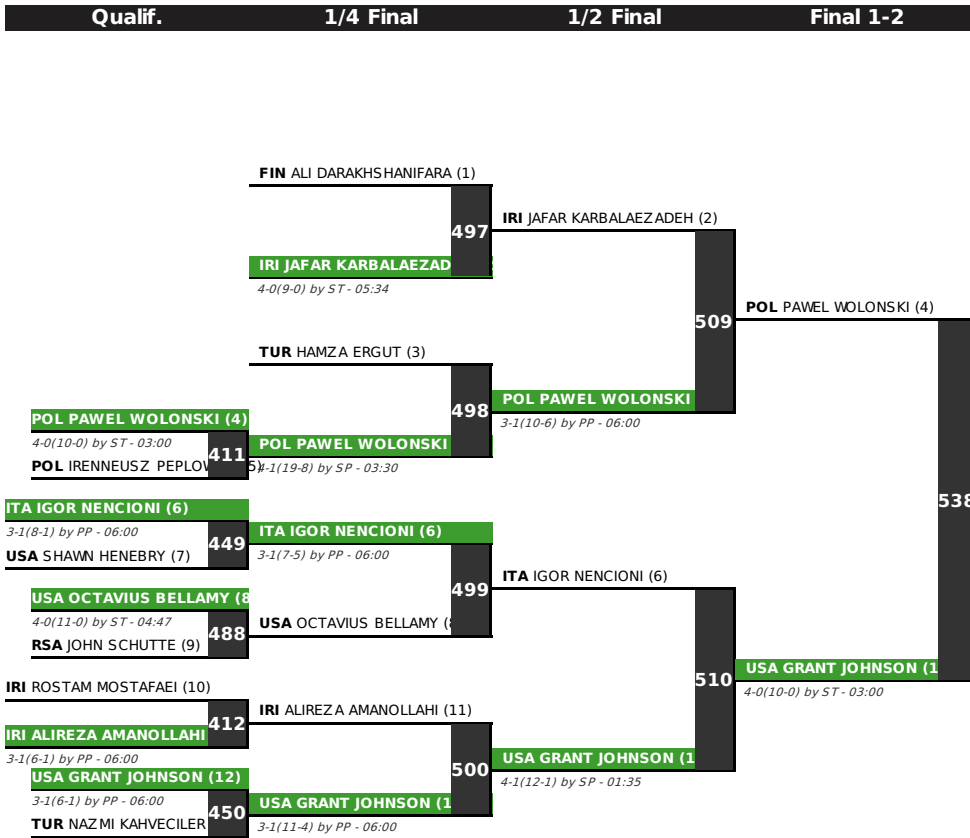 Qualif. 1/4 Final 1/2 Final Final 1-2
FIN ALI DARAKHSHANIFARA (1)
497
IRI JAFAR KARBALAEZAD
4-0(9-0) by ST - 05:34
IRI JAFAR KARBALAEZADEH (2)
509
POL PAWEL WOLONSKI (4)
TUR HAMZA ERGUT (3)
498
POL PAWEL WOLONSKI
4-1(19-8) by SP - 03:30
POL PAWEL WOLONSKI
3-1(10-6) by PP - 06:00
POL PAWEL WOLONSKI (4)
4-0(10-0) by ST - 03:00
411
POL IRENNEUSZ PEPLOW 5)
538
ITA IGOR NENCIONI (6)
3-1(8-1) by PP - 06:00
449
USA SHAWN HENEBRY (7)
ITA IGOR NENCIONI (6)
3-1(7-5) by PP - 06:00
499
USA OCTAVIUS BELLAMY (8
ITA IGOR NENCIONI (6)
USA OCTAVIUS BELLAMY (8
4-0(11-0) by ST - 04:47
488
RSA JOHN SCHUTTE (9)
510
USA GRANT JOHNSON (1
4-0(10-0) by ST - 03:00
IRI ROSTAM MOSTAFAEI (10)
412
IRI ALIREZA AMANOLLAHI
3-1(6-1) by PP - 06:00
IRI ALIREZA AMANOLLAHI (11)
500
USA GRANT JOHNSON (1
3-1(11-4) by PP - 06:00
USA GRANT JOHNSON (1
4-1(12-1) by SP - 01:35
USA GRANT JOHNSON (12)
3-1(6-1) by PP - 06:00
450
TUR NAZMI KAHVECILER